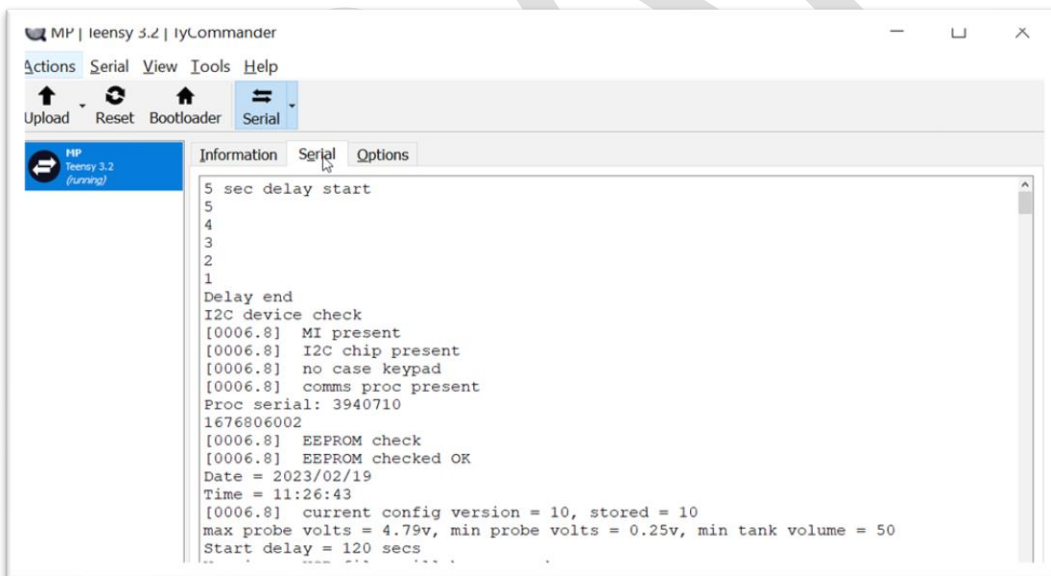 MP | Teensy 3.2 | TyCommander
Actions Serial View Tools Help
Upload Reset Bootloader Serial
MP
Teensy 3.2
(running)
Information Serial Options
5 sec delay start
5
4
3
2
1
Delay end
I2C device check
[0006.8]  MI present
[0006.8]  I2C chip present
[0006.8]  no case keypad
[0006.8]  comms proc present
Proc serial: 3940710
1676806002
[0006.8]  EEPROM check
[0006.8]  EEPROM checked OK
Date = 2023/02/19
Time = 11:26:43
[0006.8]  current config version = 10, stored = 10
max probe volts = 4.79v, min probe volts = 0.25v, min tank volume = 50
Start delay = 120 secs